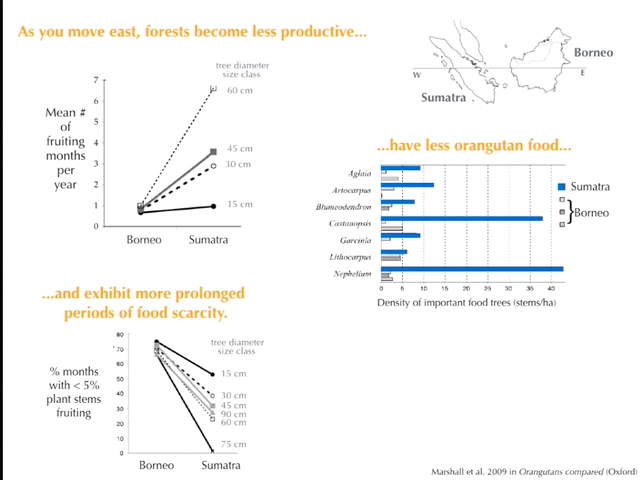 As you move east, forests become less productive...
tree diameter
size class
60 cm
45 cm
30 cm
15 cm
Mean #
of
fruiting
months
per
year
7
6
5
4
3
2
1
0
Borneo Sumatra
W
E
Borneo
Sumatra
...have less orangutan food...
Aglaia
Artocarpus
Blumeodendron
Castanopsis
Garcinia
Lithocarpus
Nephelium
Sumatra
Borneo
0 5 10 15 20 25 30 35 40
Density of important food trees (stems/ha)
...and exhibit more prolonged
periods of food scarcity.
tree diameter
size class
15 cm
30 cm
45 cm
90 cm
60 cm
75 cm
% months
with < 5%
plant stems
fruiting
80
70
60
50
40
30
20
10
0
Borneo Sumatra
Marshall et al. 2009 in Orangutans compared (Oxford)